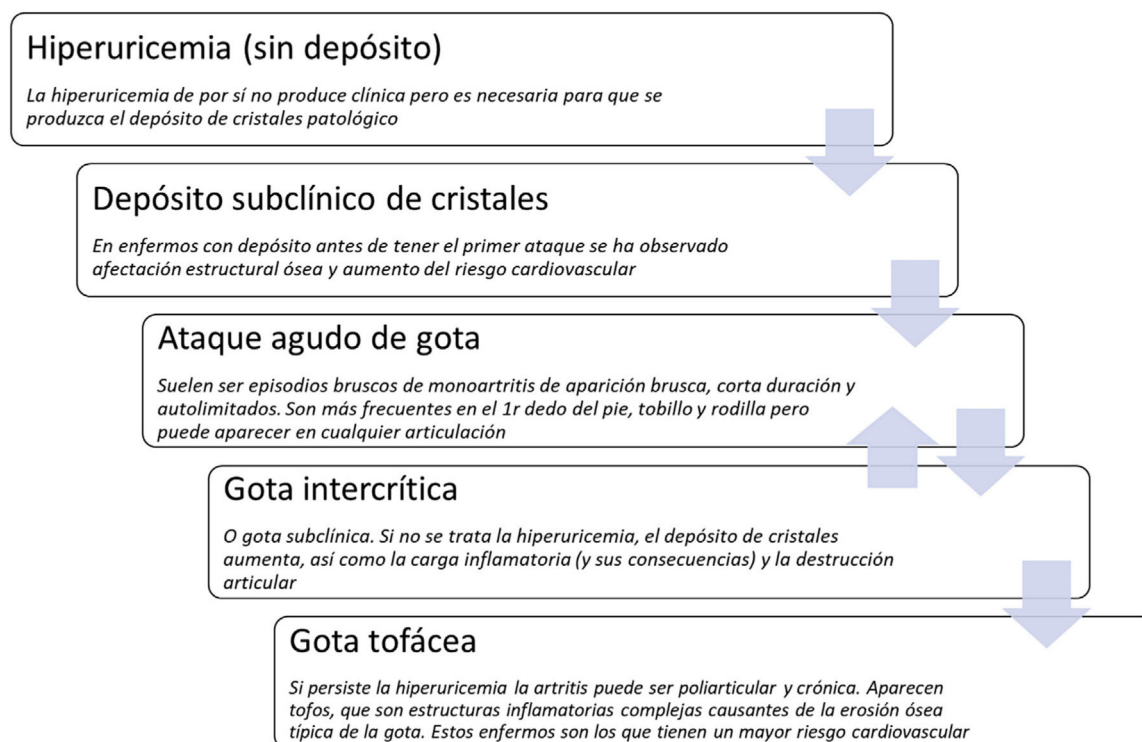 Hiperuricemia (sin depósito)
La hiperuricemia de por sí no produce clínica pero es necesaria para que se
produzca el depósito de cristales patológico
Depósito subclínico de cristales
En enfermos con depósito antes de tener el primer ataque se ha observado
afectación estructural ósea y aumento del riesgo cardiovascular
Ataque agudo de gota
Suelen ser episodios bruscos de monoartritis de aparición brusca, corta duración y
autolimitados. Son más frecuentes en el 1r dedo del pie, tobillo y rodilla pero
puede aparecer en cualquier articulación
Gota intercrítica
O gota subclínica. Si no se trata la hiperuricemia, el depósito de cristales
aumenta, así como la carga inflamatoria (y sus consecuencias) y la destrucción
articular
Gota tofácea
Si persiste la hiperuricemia la artritis puede ser poliarticular y crónica. Aparecen
tofos, que son estructuras inflamatorias complejas causantes de la erosión ósea
típica de la gota. Estos enfermos son los que tienen un mayor riesgo cardiovascular